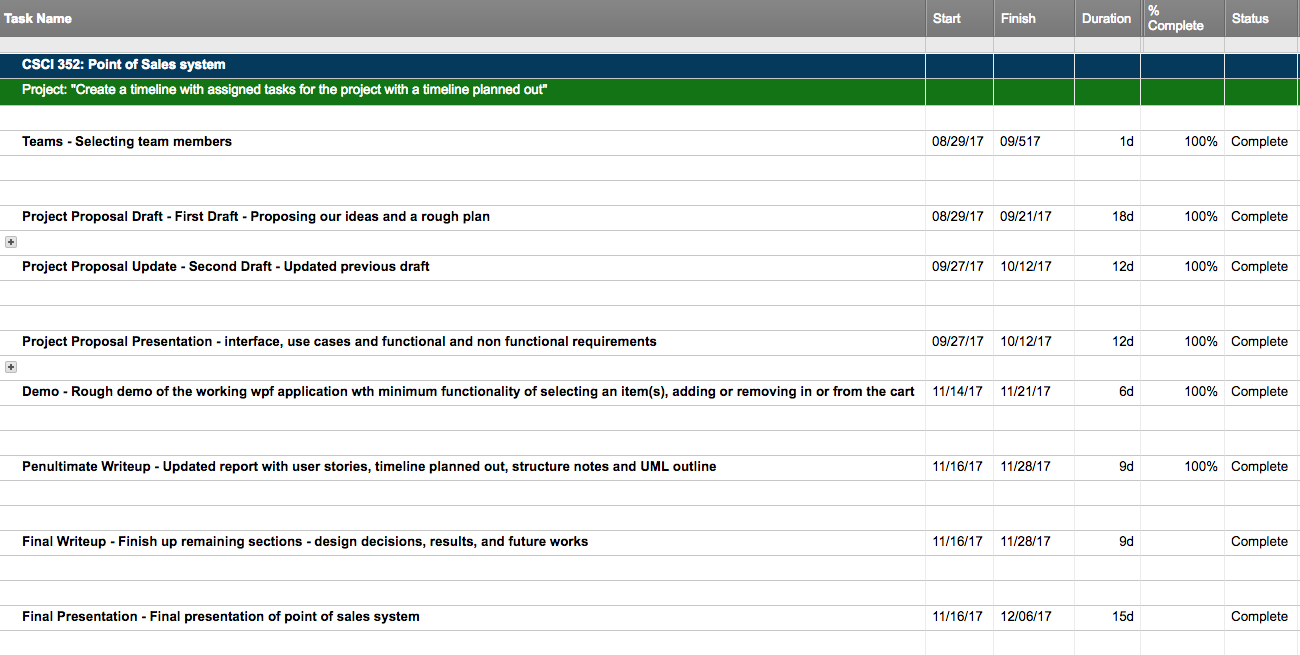 Task Name Start Finish Duration % Complete Status
CSCI 352: Point of Sales system
Project: "Create a timeline with assigned tasks for the project with a timeline planned out"
Teams - Selecting team members 08/29/17 09/517 1d 100% Complete
Project Proposal Draft - First Draft - Proposing our ideas and a rough plan 08/29/17 09/21/17 18d 100% Complete
Project Proposal Update - Second Draft - Updated previous draft 09/27/17 10/12/17 12d 100% Complete
Project Proposal Presentation - interface, use cases and functional and non functional requirements 09/27/17 10/12/17 12d 100% Complete
Demo - Rough demo of the working wpf application wth minimum functionality of selecting an item(s), adding or removing in or from the cart 11/14/17 11/21/17 6d 100% Complete
Penultimate Writeup - Updated report with user stories, timeline planned out, structure notes and UML outline 11/16/17 11/28/17 9d 100% Complete
Final Writeup - Finish up remaining sections - design decisions, results, and future works 11/16/17 11/28/17 9d Complete
Final Presentation - Final presentation of point of sales system 11/16/17 12/06/17 15d Complete